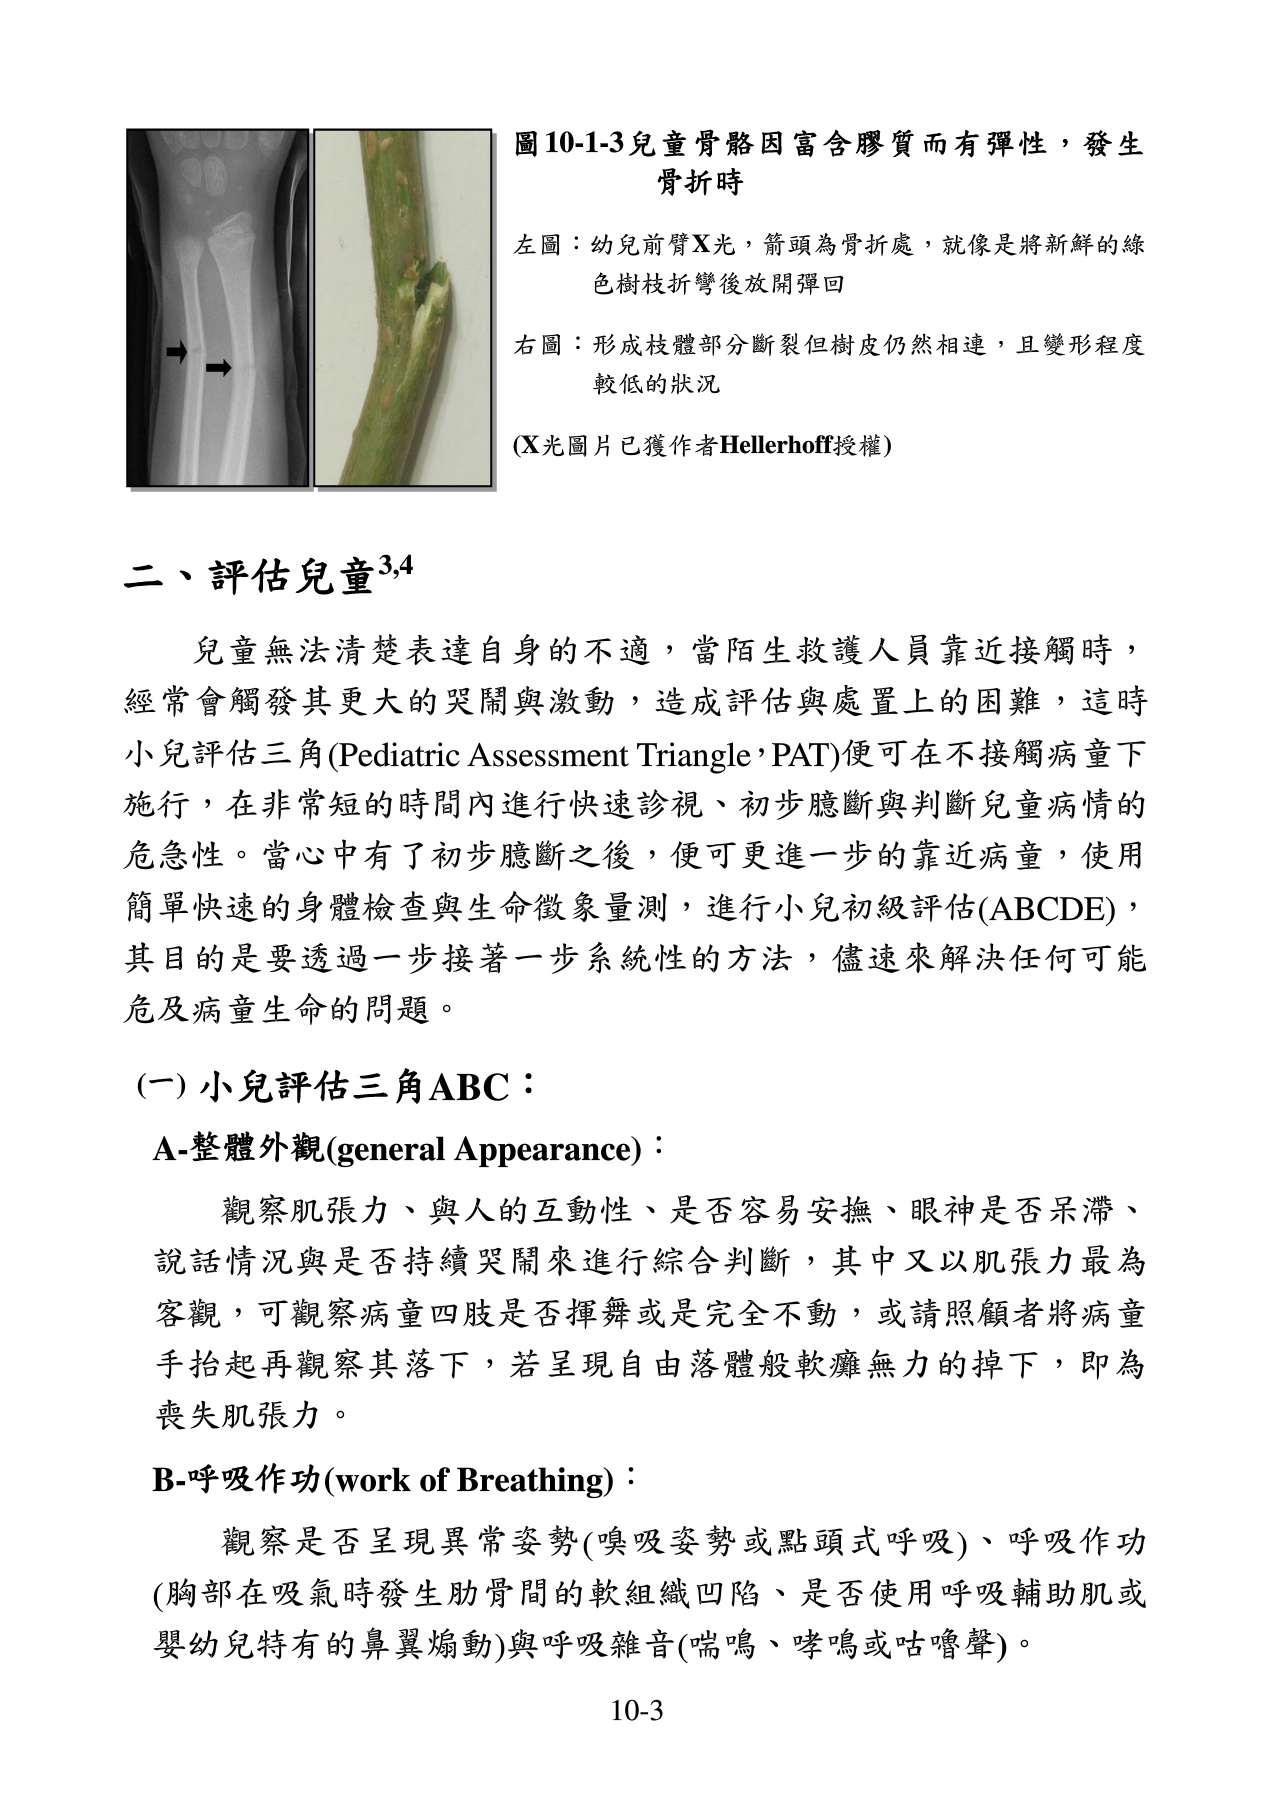 圖10-1-3兒童骨骼因富含膠質而有彈性，發生
骨折時
左圖：幼兒前臂X光，箭頭為骨折處，就像是將新鮮的綠
色樹枝折彎後放開彈回
右圖：形成枝體部分斷裂但樹皮仍然相連，且變形程度
較低的狀況
(X光圖片已獲作者Hellerhoff授權)
二、評估兒童3,4
兒童無法清楚表達自身的不適，當陌生救護人員靠近接觸時，
經常會觸發其更大的哭鬧與激動，造成評估與處置上的困難，這時
小兒評估三角(Pediatric Assessment Triangle，PAT)便可在不接觸病童下
施行，在非常短的時間內進行快速診視、初步臆斷與判斷兒童病情的
危急性。當心中有了初步臆斷之後，便可更進一步的靠近病童，使用
簡單快速的身體檢查與生命徵象量測，進行小兒初級評估(ABCDE)，
其目的是要透過一步接著一步系統性的方法，儘速來解決任何可能
危及病童生命的問題。
(一) 小兒評估三角ABC：
A-整體外觀(general Appearance)：
觀察肌張力、與人的互動性、是否容易安撫、眼神是否呆滯、
說話情況與是否持續哭鬧來進行綜合判斷，其中又以肌張力最為
客觀，可觀察病童四肢是否揮舞或是完全不動，或請照顧者將病童
手抬起再觀察其落下，若呈現自由落體般軟癱無力的掉下，即為
喪失肌張力。
B-呼吸作功(work of Breathing)：
觀察是否呈現異常姿勢(嗅吸姿勢或點頭式呼吸)、呼吸作功
(胸部在吸氣時發生肋骨間的軟組織凹陷、是否使用呼吸輔助肌或
嬰幼兒特有的鼻翼煽動)與呼吸雜音(喘鳴、哮鳴或咕嚕聲)。
10-3